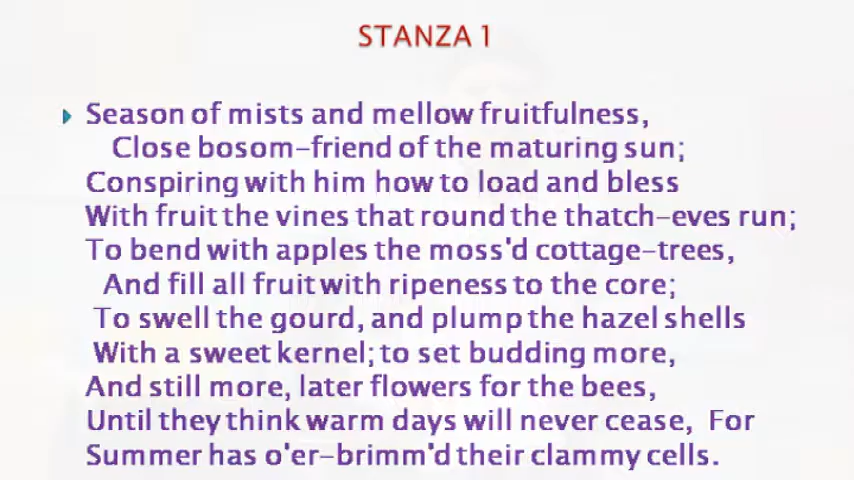 STANZA 1
Season of mists and mellow fruitfulness,
Close bosom-friend of the maturing sun;
Conspiring with him how to load and bless
With fruit the vines that round the thatch-eves run;
To bend with apples the moss'd cottage-trees,
And fill all fruit with ripeness to the core;
To swell the gourd, and plump the hazel shells
With a sweet kernel; to set budding more,
And still more, later flowers for the bees,
Until they think warm days will never cease, For
Summer has o'er-brimm'd their clammy cells.